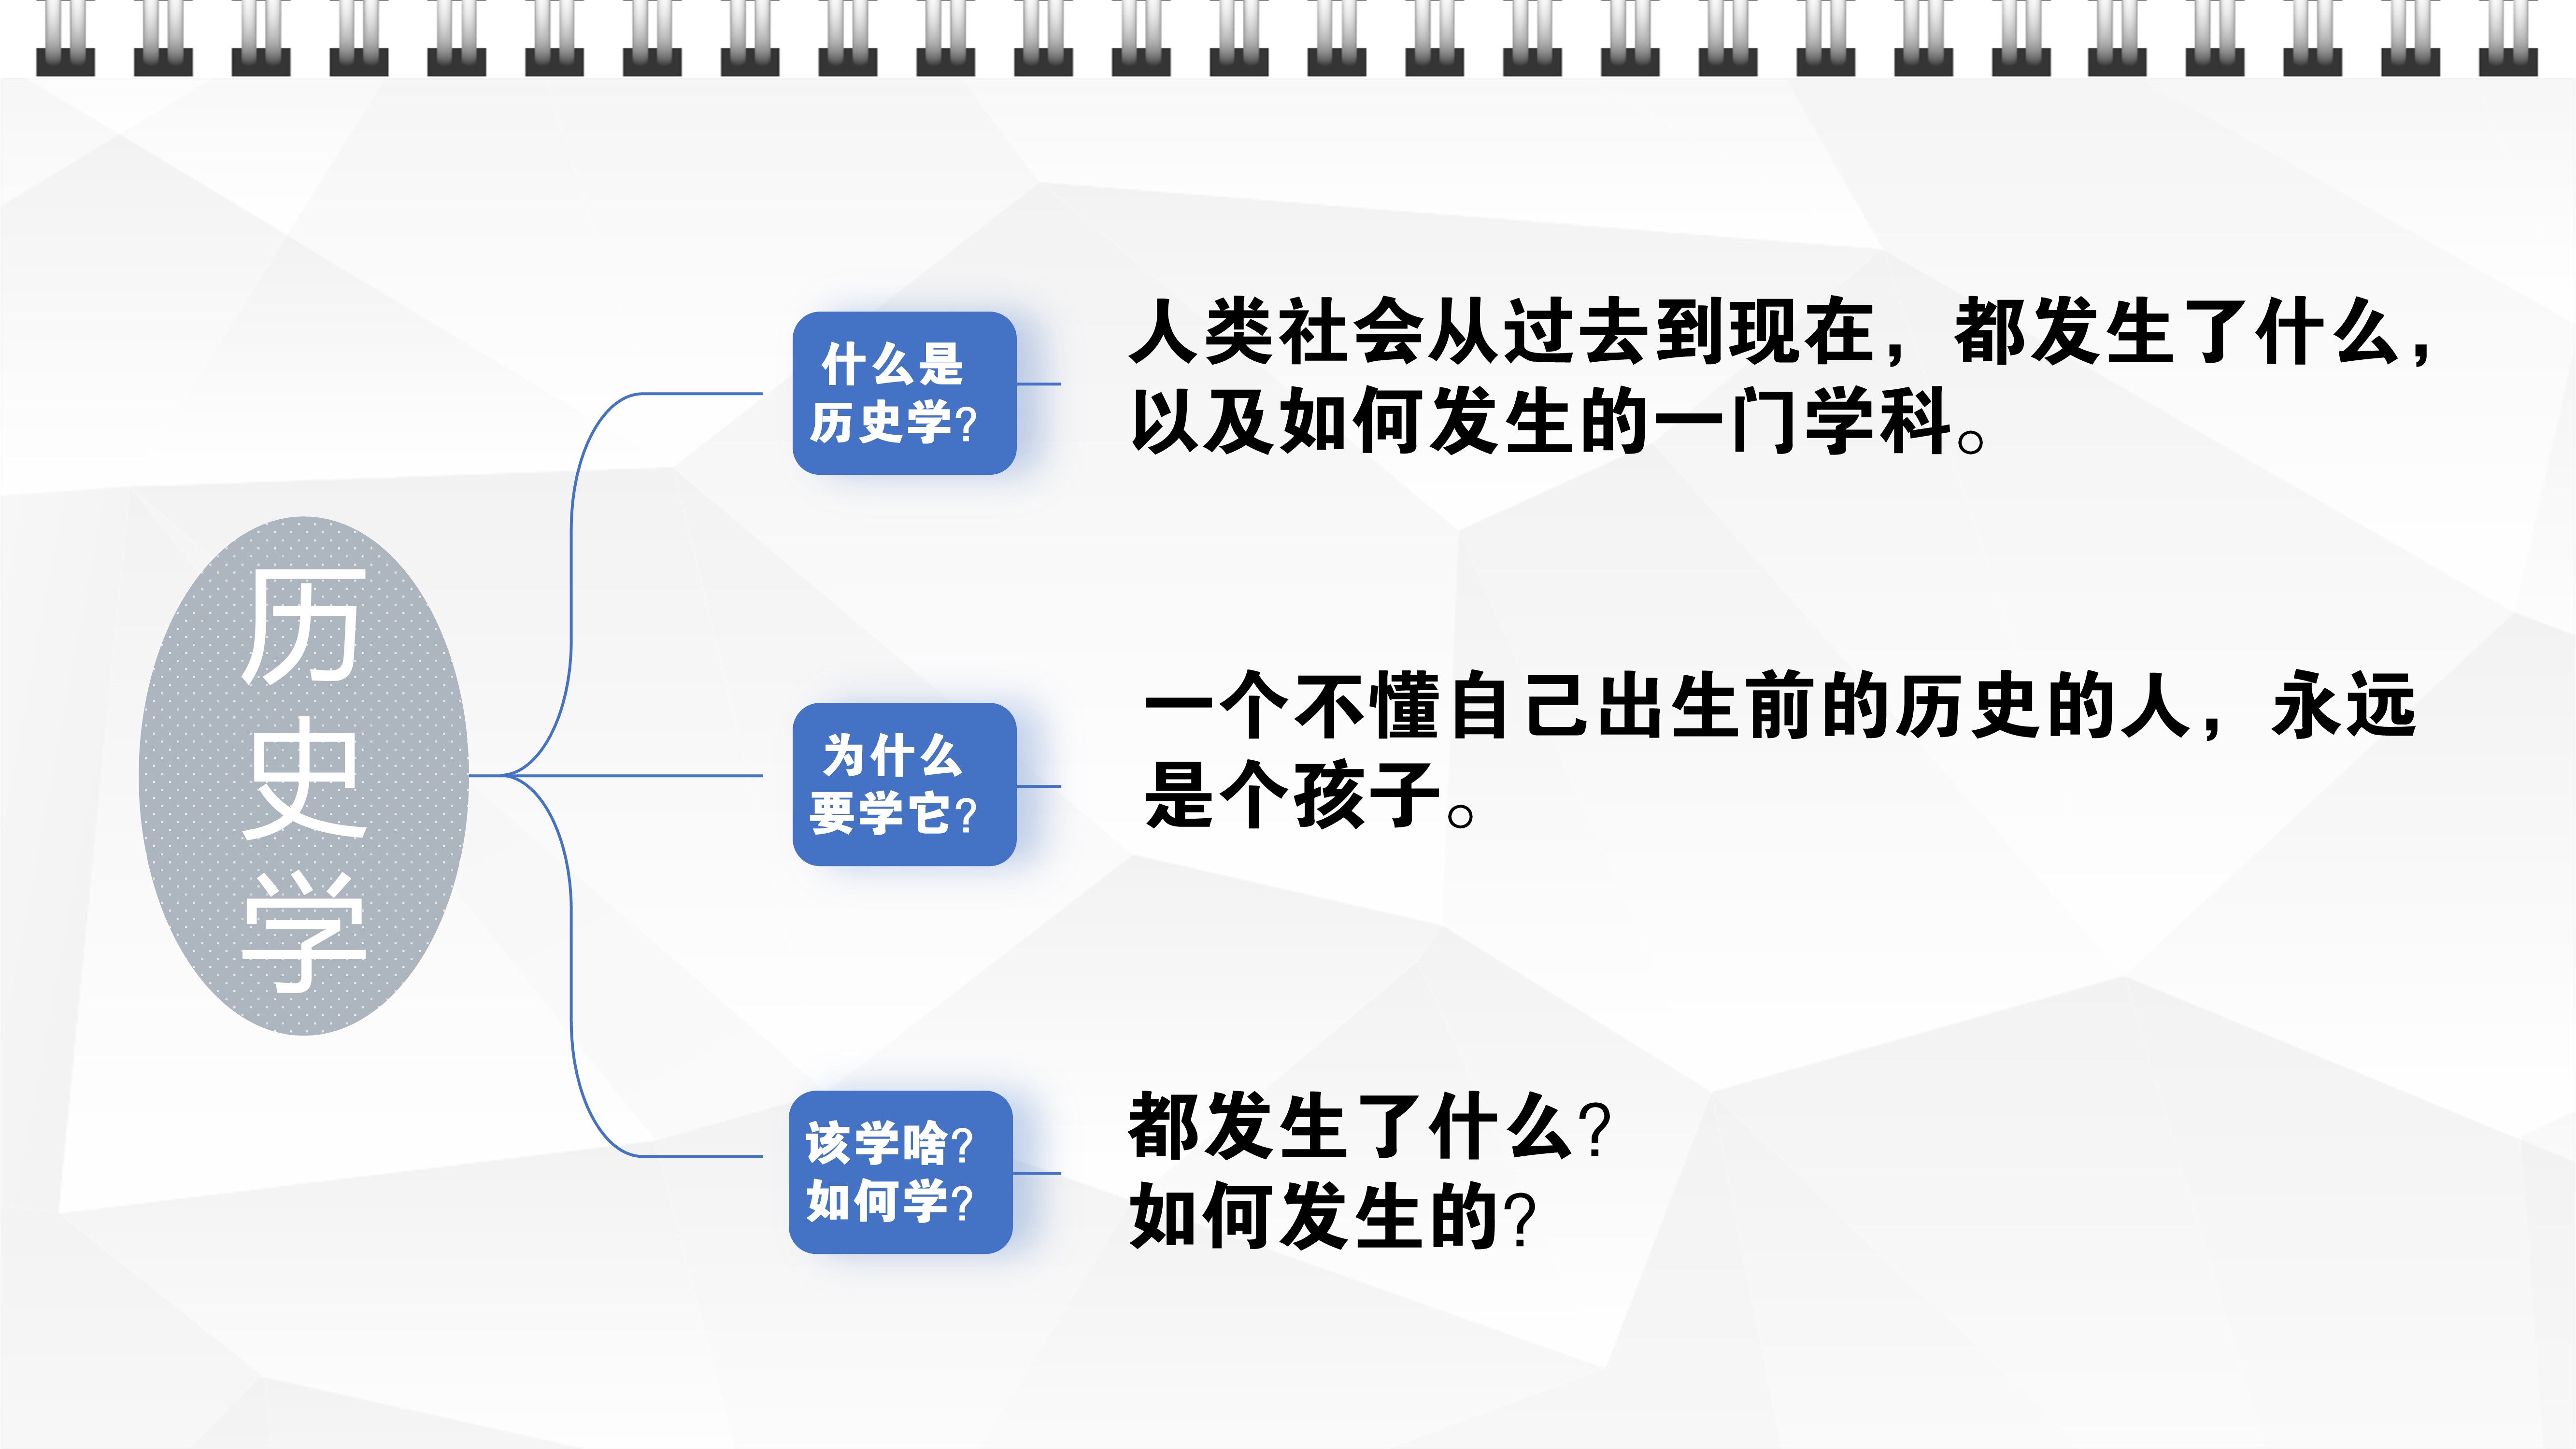 历
史
学
什么是
历史学?
人类社会从过去到现在，都发生了什么，
以及如何发生的一门学科。
为什么
要学它?
一个不懂自己出生前的历史的人，永远
是个孩子。
该学啥?
如何学?
都发生了什么?
如何发生的?